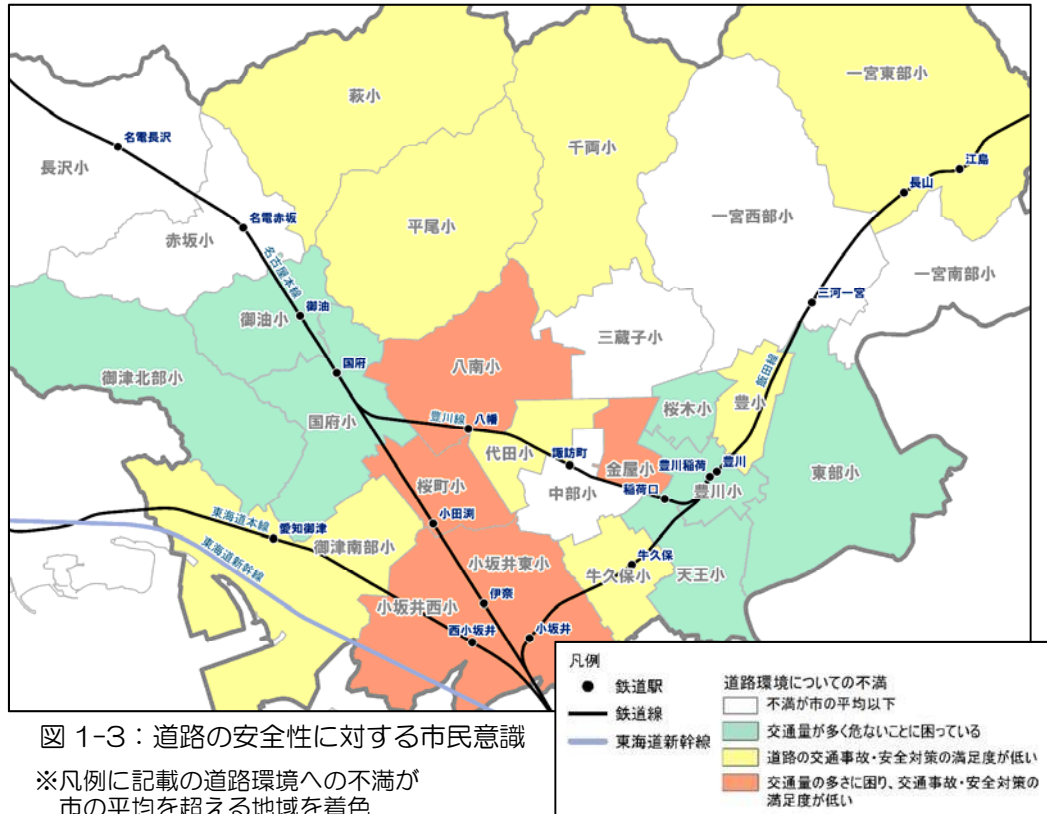 萩小
一宮東部小
千両小
江島
名電長沢
長山
長沢小
一宮西部小
名電赤坂
平尾小
赤坂小
一宮南部小
名古屋本線
三河一宮
御油
御油小
三蔵子小
国府
八南小
飯田線
御津北部小
桜木小
豊小
国府小
豊川線
八幡
代田小
諏訪町
金屋小
豊川稲荷
豊川
東部小
桜町小
中部小
稲荷口
豊川小
小田渕
東海道本線
愛知御津
御津南部小
東海道新幹線
小坂井東小
牛久保
牛久保小
天王小
伊奈
小坂井西小
西小坂井
小坂井
凡例
鉄道駅
鉄道線
東海道新幹線
道路環境についての不満
不満が市の平均以下
交通量が多く危ないことに困っている
道路の交通事故・安全対策の満足度が低い
交通量の多さに困り、交通事故・安全対策の
満足度が低い
図 1-3：道路の安全性に対する市民意識
※凡例に記載の道路環境への不満が
市の平均を超える地域を着色